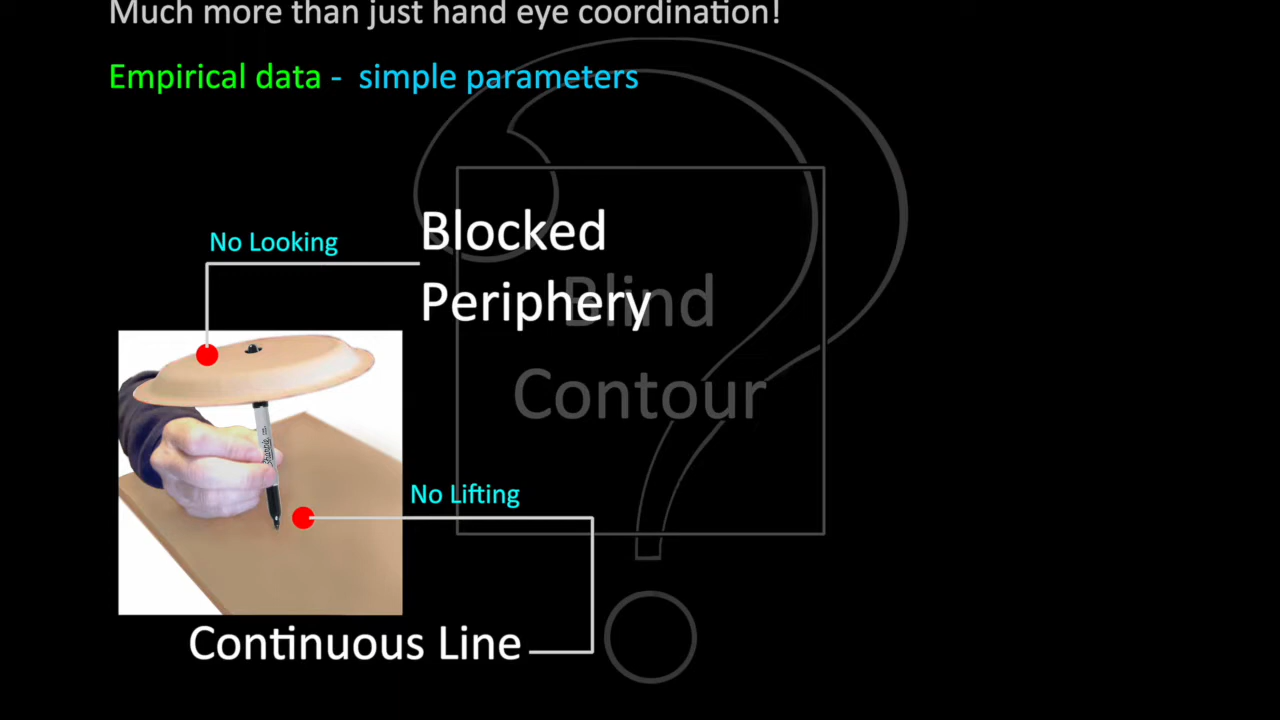 Much more than just hand eye coordination!
Empirical data - simple parameters
No Looking
Blocked
Periphery
Blind
Contour
Sharpie
No Lifting
Continuous Line